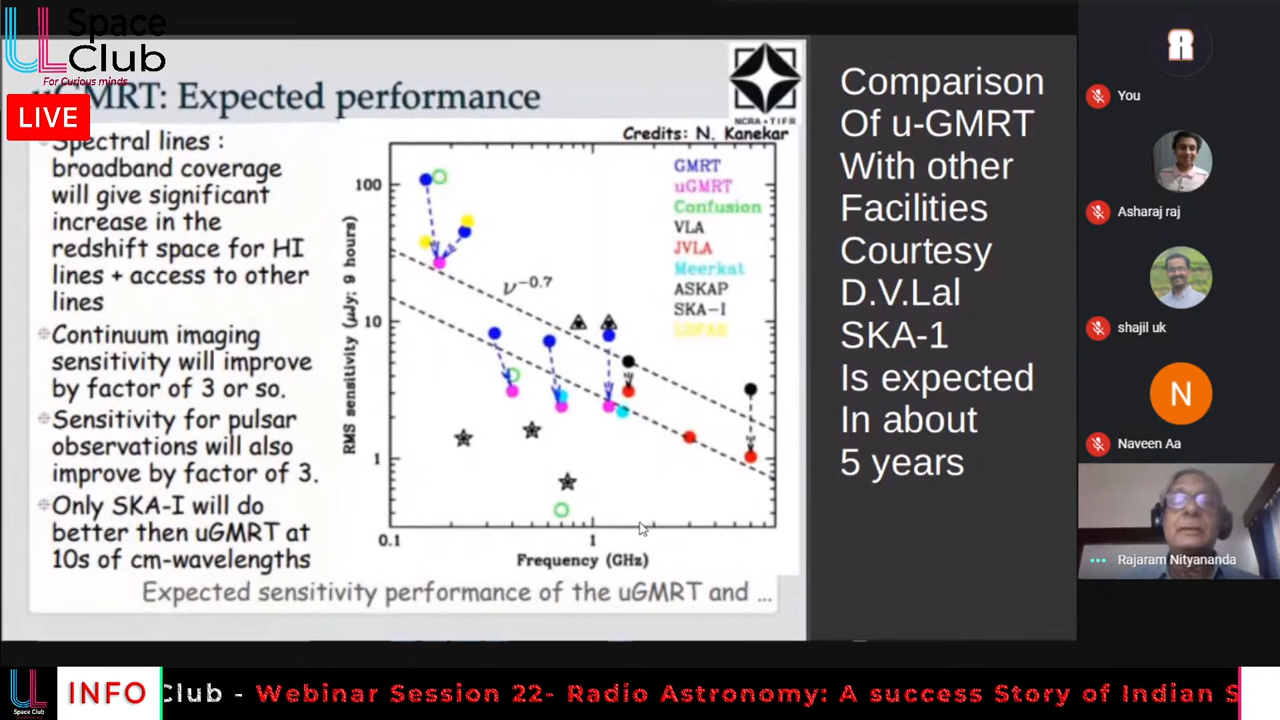 Space
Club
For Curious minds
LIVE
uGMRT: Expected performance
NCRA • TIFR
Credits: N. Kanekar
Spectral lines :
broadband coverage
will give significant
increase in the
redshift space for HI
lines + access to other
lines
Continuum imaging
sensitivity will improve
by factor of 3 or so.
Sensitivity for pulsar
observations will also
improve by factor of 3.
Only SKA-I will do
better then uGMRT at
10s of cm-wavelengths
RMS sensitivity (μJy; 9 hours)
100
10
1
0.1
1
Frequency (GHz)
ν-0.7
GMRT
uGMRT
Confusion
VLA
JVLA
Meerkat
ASKAP
SKA-I
LOFAR
Expected sensitivity performance of the uGMRT and ...
Comparison
Of u-GMRT
With other
Facilities
Courtesy
D.V.Lal
SKA-1
Is expected
In about
5 years
R
You
Asharaj raj
shajil uk
N
Naveen Aa
Rajaram Nityananda
Space Club
INFO
Club - Webinar Session 22- Radio Astronomy: A success Story of Indian S